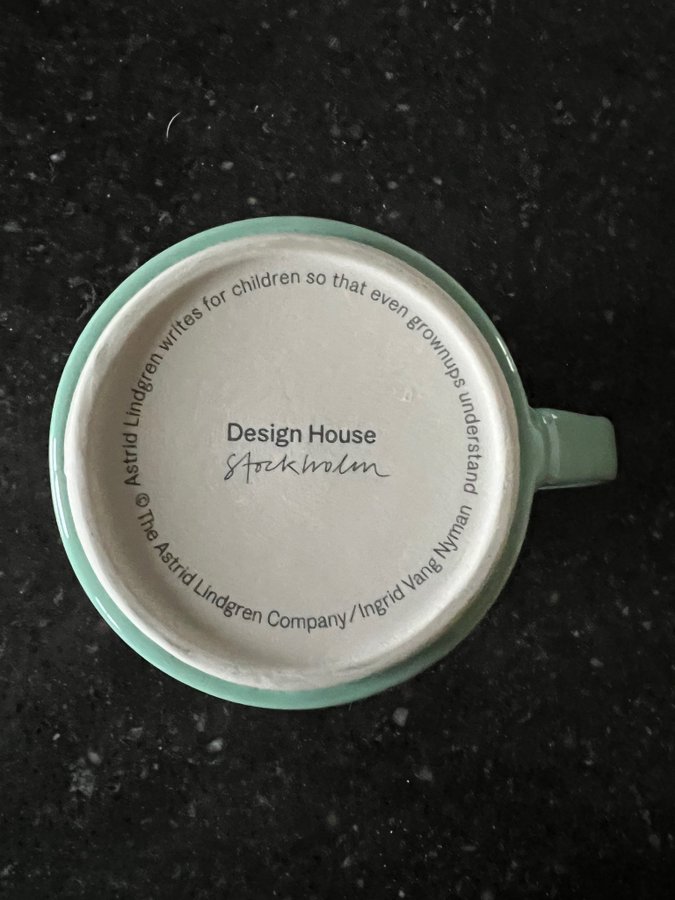 Astrid Lindgren writes for children so that even grownups understand
Design House
Stockholm
© The Astrid Lindgren Company/Ingrid Vang Nyman